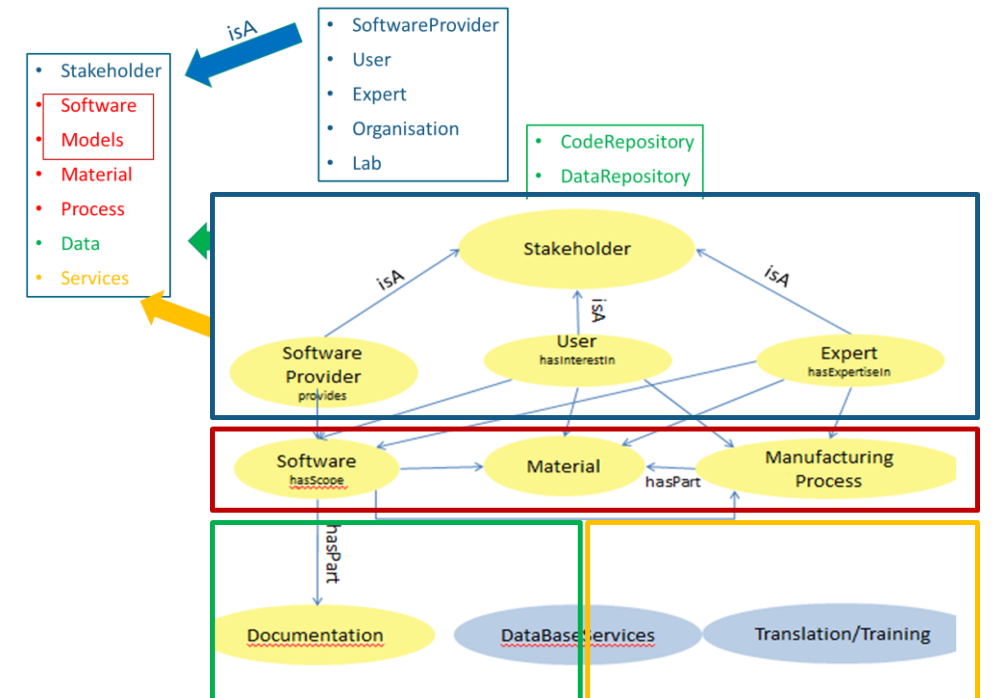 isA
• SoftwareProvider
• User
• Expert
• Organisation
• Lab
• Stakeholder
• Software
• Models
• Material
• Process
• Data
• Services
• CodeRepository
• DataRepository
Stakeholder
isA
isA
isA
Software
Provider
provides
User
hasInterestIn
Expert
hasExpertiseIn
Software
hasScope
Material
hasPart
Manufacturing
Process
hasPart
Documentation
DataBaseServices
Translation/Training